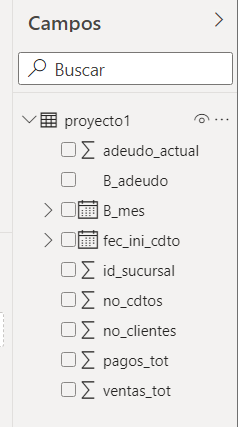 Campos
Buscar
proyecto1
adeudo_actual
B_adeudo
B_mes
fec_ini_cdto
id_sucursal
no_cdtos
no_clientes
pagos_tot
ventas_tot